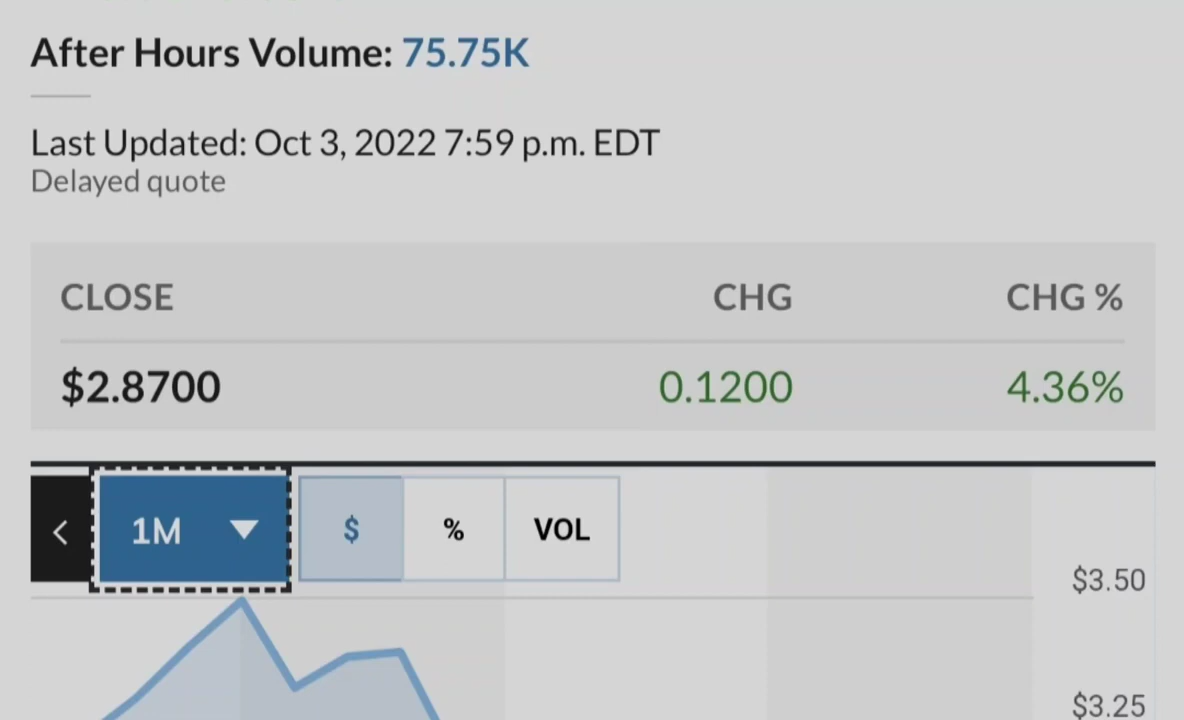 After Hours Volume: 75.75K
Last Updated: Oct 3, 2022 7:59 p.m. EDT
Delayed quote
CLOSE CHG CHG %
$2.8700 0.1200 4.36%
1M $ % VOL
$3.50
$3.25